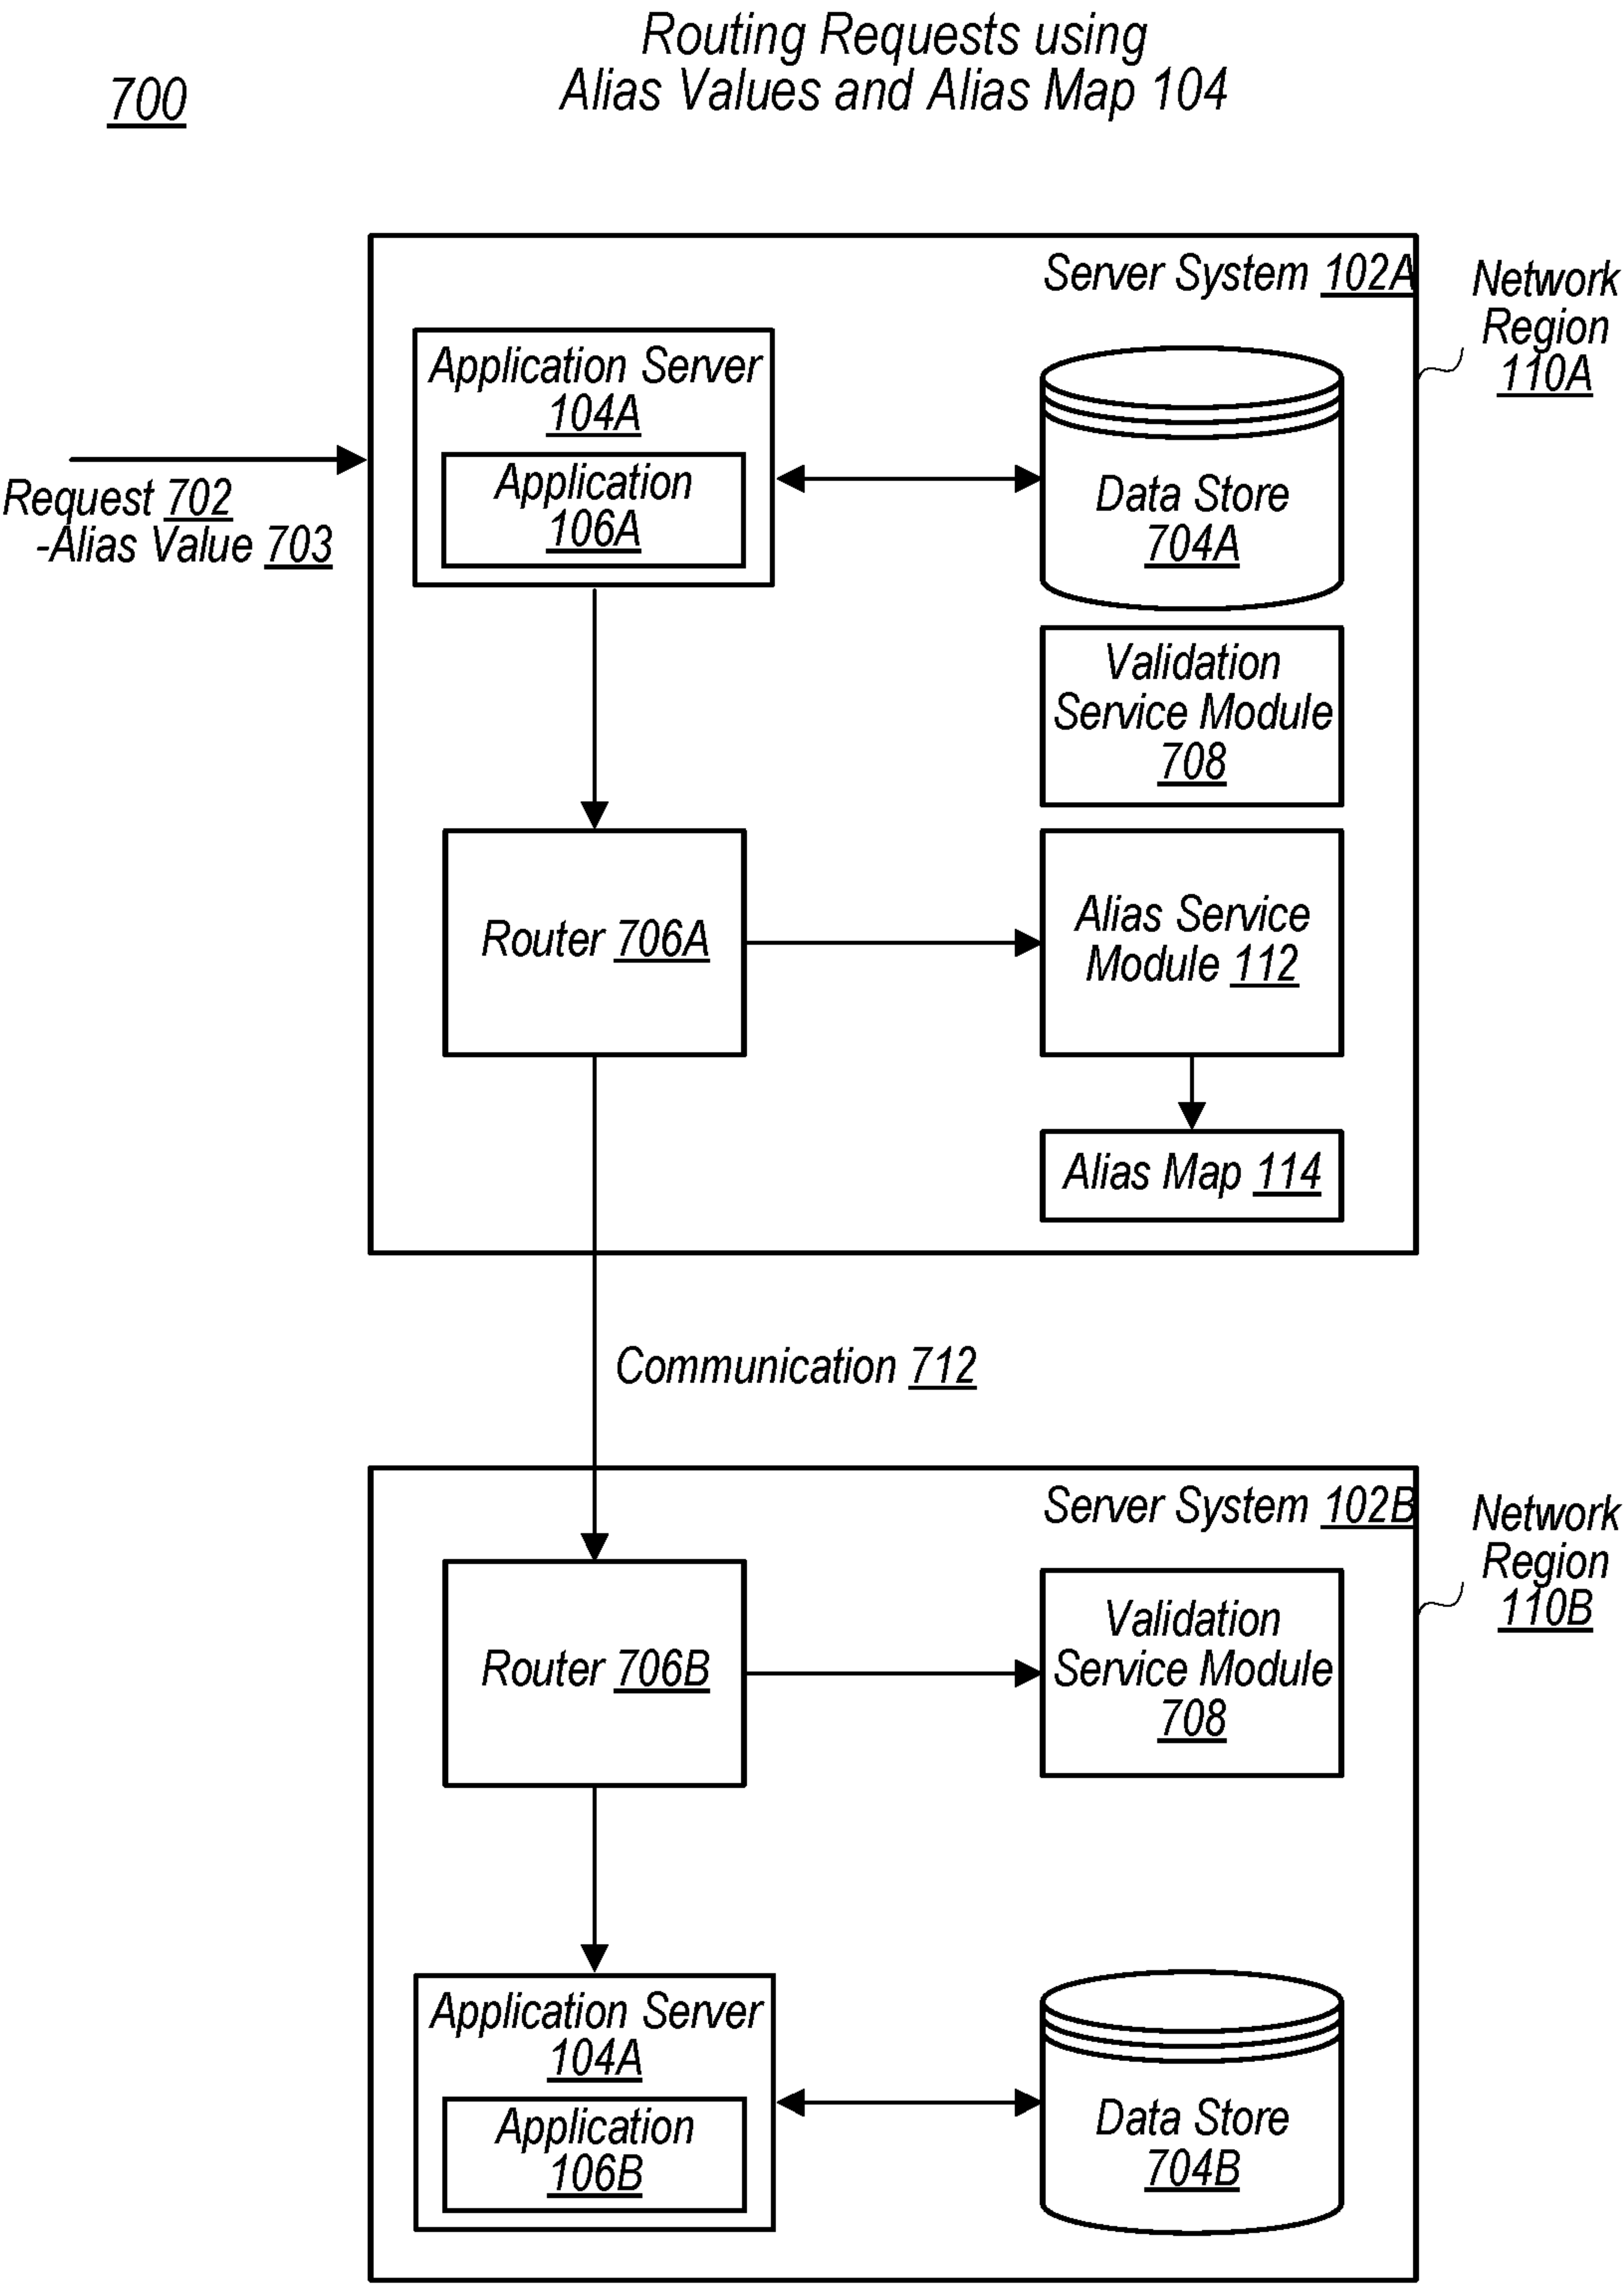 Routing Requests using
Alias Values and Alias Map 104
700
Server System 102A
Network
Region
110A
Application Server
104A
Application
106A
Request 702
-Alias Value 703
Data Store
704A
Validation
Service Module
708
Router 706A
Alias Service
Module 112
Alias Map 114
Communication 712
Server System 102B
Network
Region
110B
Router 706B
Validation
Service Module
708
Application Server
104A
Application
106B
Data Store
704B